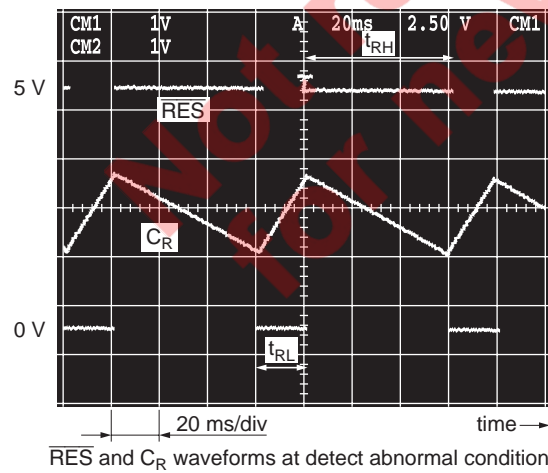 CM1 1V A 20ms 2.50 V CM1
CM2 1V
tRH
5 V
RES
CR
0 V
tRL
20 ms/div time
RES and CR waveforms at detect abnormal condition
Not
for